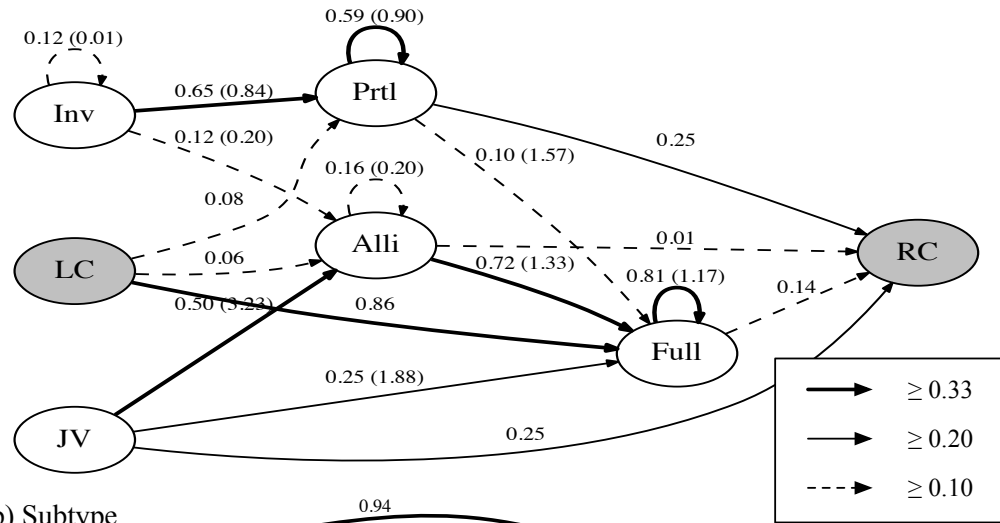 0.59 (0.90)
0.12 (0.01)
Prtl
0.65 (0.84)
Inv
0.12 (0.20)
0.25
0.10 (1.57)
0.16 (0.20)
0.08
Alli
0.01
RC
0.06
LC
0.72 (1.33)
0.81 (1.17)
0.50 (3.23)
0.86
0.14
Full
0.25 (1.88)
≥ 0.33
0.25
JV
≥ 0.20
≥ 0.10
) Subtype
0.94